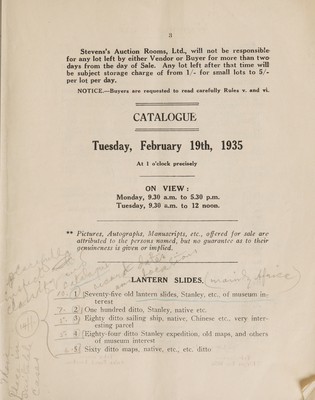 3
Stevens's Auction Rooms, Ltd., will not be responsible
for any lot left by either Vendor or Buyer for more than two
days from the day of Sale. Any lot left after that time will
be subject storage charge of from 1/- for small lots to 5/-
per lot per day.
NOTICE.—Buyers are requested to read carefully Rules v. and vi.
CATALOGUE
Tuesday, February 19th, 1935
At 1 o'clock precisely
ON VIEW:
Monday, 9.30 a.m. to 5.30 p.m.
Tuesday, 9.30 a.m. to 12 noon.
** Pictures, Autographs, Manuscripts, etc., offered for sale are
attributed to the persons named, but no guarantee as to their
genuineness is given or implied.
LANTERN SLIDES. (mainly Africa)
1 Seventy-five old lantern slides, Stanley, etc., of museum in-
terest
2 One hundred ditto, Stanley, native etc.
3 Eighty ditto sailing ship, native, Chinese etc., very inter-
esting parcel
4 Eighty-four ditto Stanley expedition, old maps, and others
of museum interest
5 Sixty ditto maps, native, etc., etc. ditto